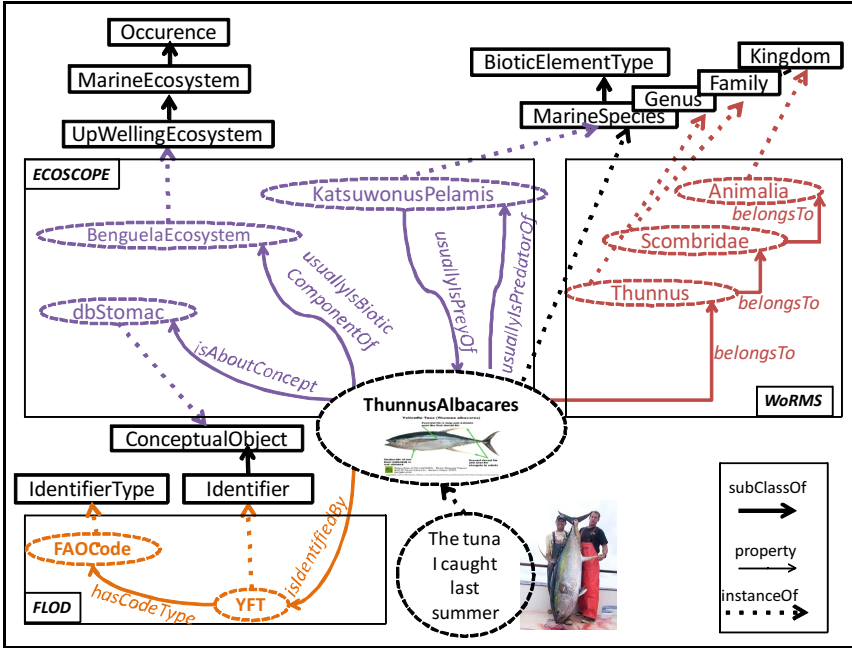 Occurence
MarineEcosystem
UpWellingEcosystem
BioticElementType
Kingdom
Family
Genus
MarineSpecies
ECOSCOPE
KatsuwonusPelamis
Animalia
belongsTo
BenguelaEcosystem
Scombridae
usuallyIsBiotic
ComponentOf
usuallyIsPreyOf
usuallyIsPredatorOf
Thunnus
belongsTo
dbStomac
isAboutConcept
belongsTo
ThunnusAlbacares
WoRMS
ConceptualObject
IdentifierType
Identifier
isIdentifiedBy
FAOCode
hasCodeType
YFT
FLOD
The tuna
I caught
last
summer
subClassOf
property
instanceOf